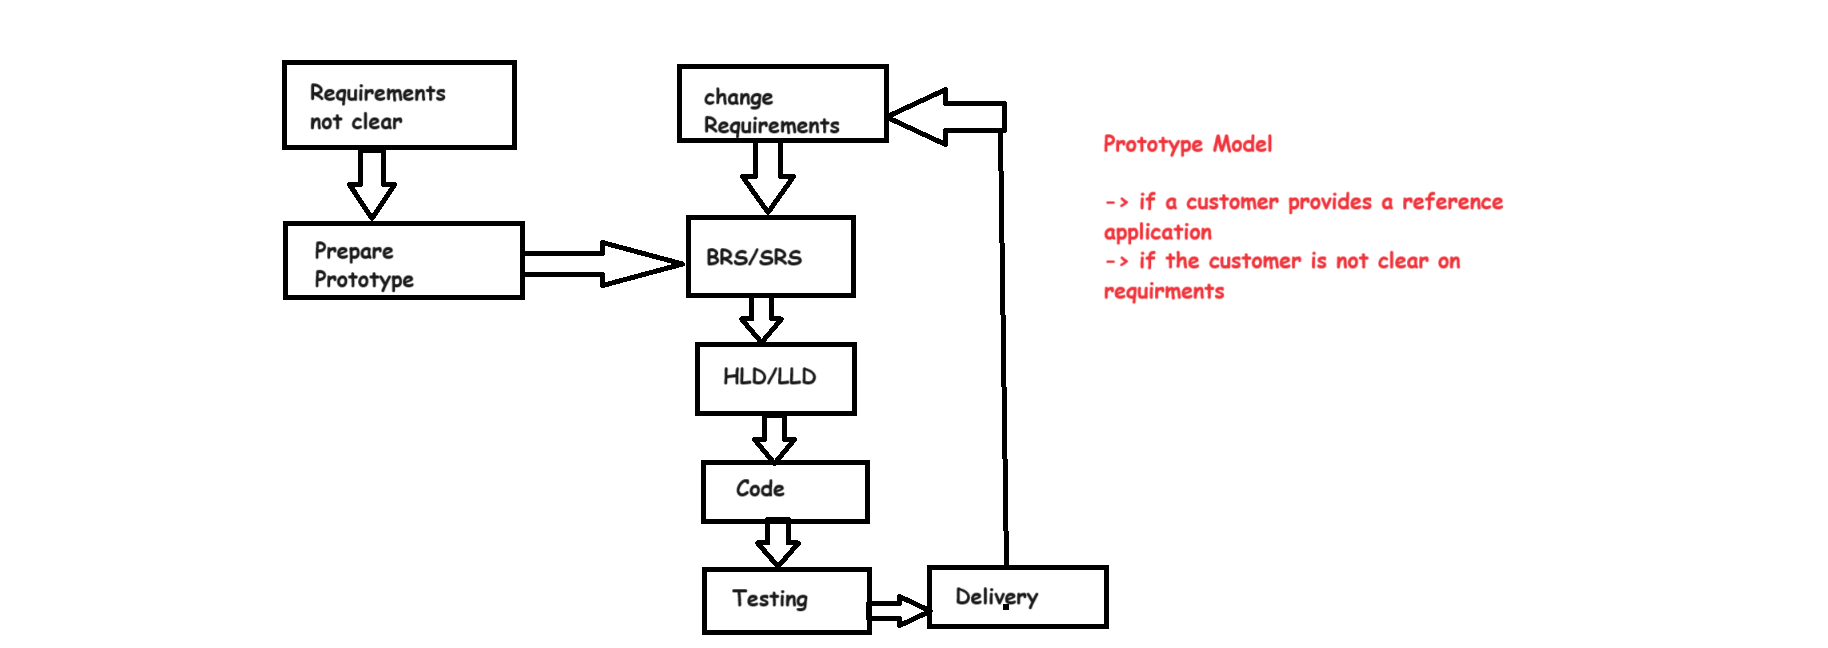 Requirements
not clear
Prepare
Prototype
change
Requirements
BRS/SRS
HLD/LLD
Code
Testing
Delivery
Prototype Model
-> if a customer provides a reference
application
-> if the customer is not clear on
requirments